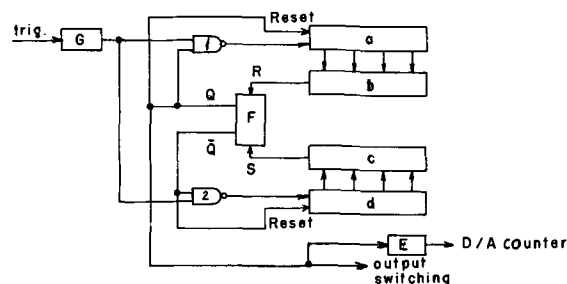 Reset
trig.
G
1
a
R
b
Q
F
Q̄
S
c
2
d
Reset
E
D/A counter
output
switching